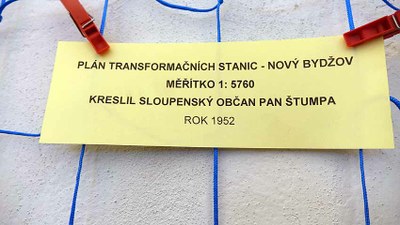 PLÁN TRANSFORMAČNÍCH STANIC - NOVÝ BYDŽOV
MĚŘÍTKO 1: 5760
KRESLIL SLOUPENSKÝ OBČAN PAN ŠTUMPA
ROK 1952